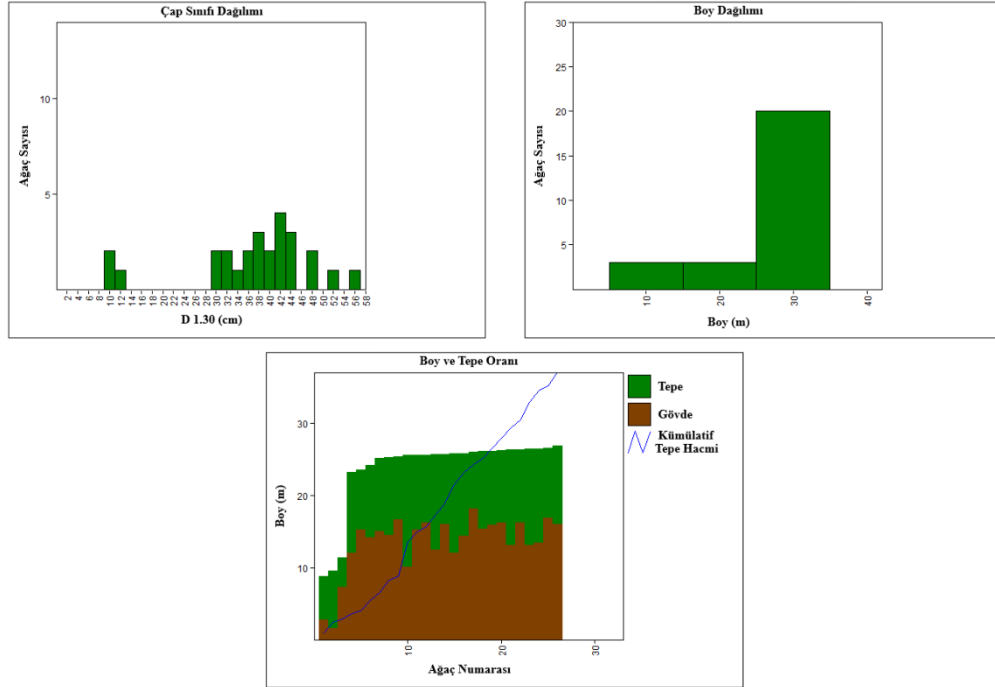 Çap Sınıfı Dağılımı
Ağaç Sayısı
10
5
2 4 6 8 10 12 14 16 18 20 22 24 26 28 30 32 34 36 38 40 42 44 46 48 50 52 54 56 58
D 1.30 (cm)
Boy Dağılımı
Ağaç Sayısı
30
25
20
15
10
5
10 20 30 40
Boy (m)
Boy ve Tepe Oranı
Boy (m)
30
20
10
10 20 30
Ağaç Numarası
Tepe
Gövde
Kümülatif
Tepe Hacmi